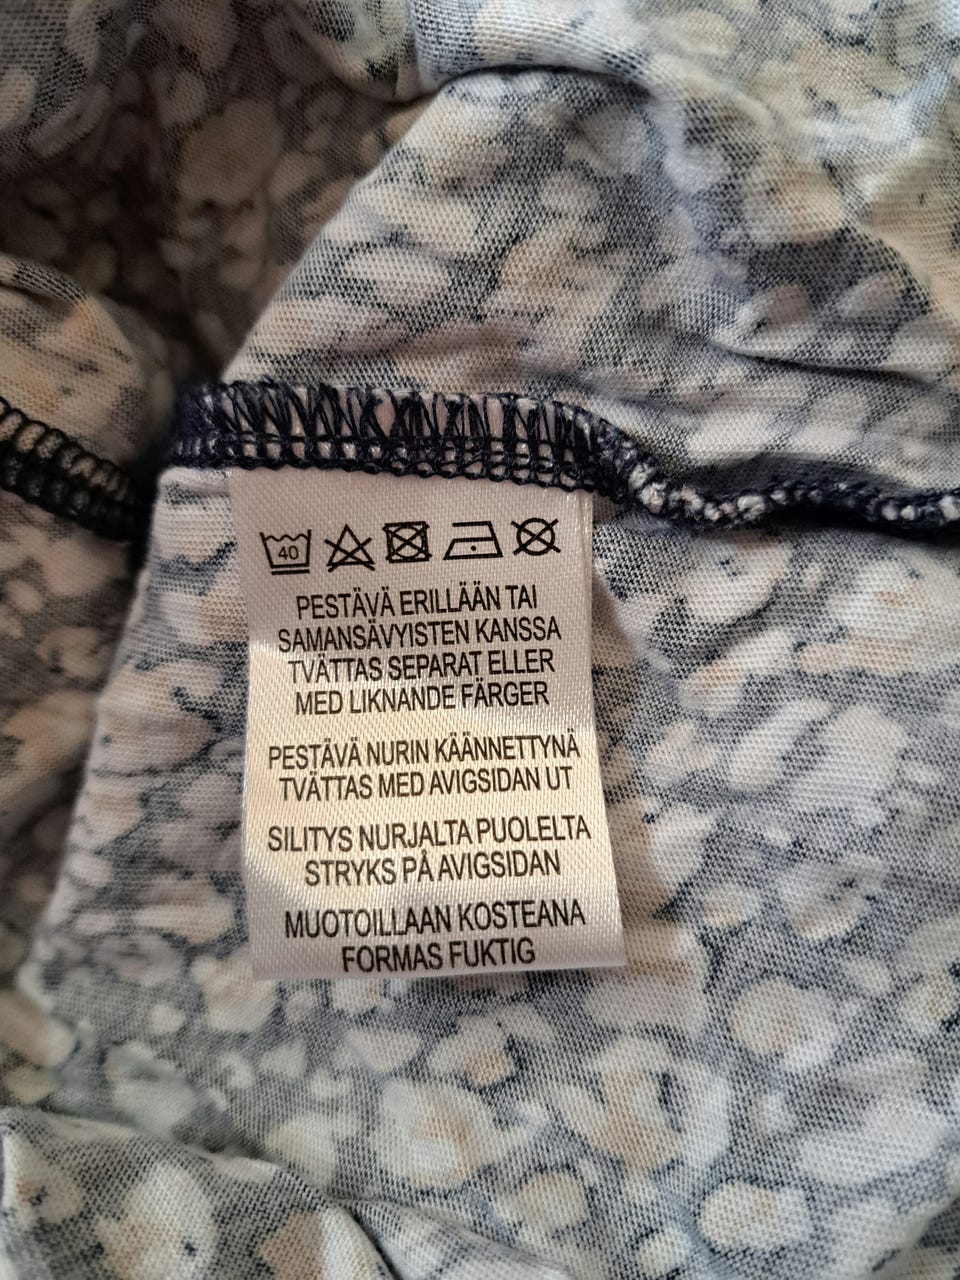 40
PESTÄVÄ ERILLÄÄN TAI
SAMANSÄVYISTEN KANSSA
TVÄTTAS SEPARAT ELLER
MED LIKNANDE FÄRGER
PESTÄVÄ NURIN KÄÄNNETTYNÄ
TVÄTTAS MED AVIGSIDAN UT
SILITYS NURJALTA PUOLELTA
STRYKS PÅ AVIGSIDAN
MUOTOILLAAN KOSTEANA
FORMAS FUKTIG